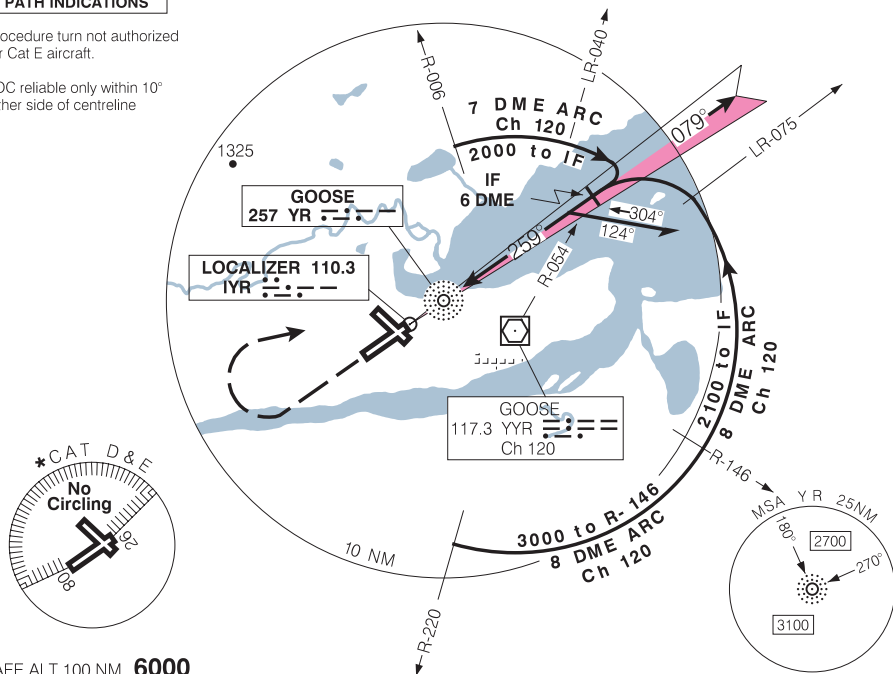 PATH INDICATIONS
ocedure turn not authorized
r Cat E aircraft.
OC reliable only within 10°
her side of centreline
R-006
LR-040
7 DME ARC
Ch 120
2000 to IF
079°
LR-075
1325
IF
6 DME
GOOSE
257 YR
304°
124°
259°
R-054
LOCALIZER 110.3
IYR
GOOSE
117.3 YYR
Ch 120
2100 to IF
8 DME ARC
Ch 120
R-146
3000 to R-146
8 DME ARC
Ch 120
10 NM
R-220
*CAT D & E
No
Circling
26
08
MSA YR 25NM
180°
2700
270°
3100
AFE ALT 100 NM 6000